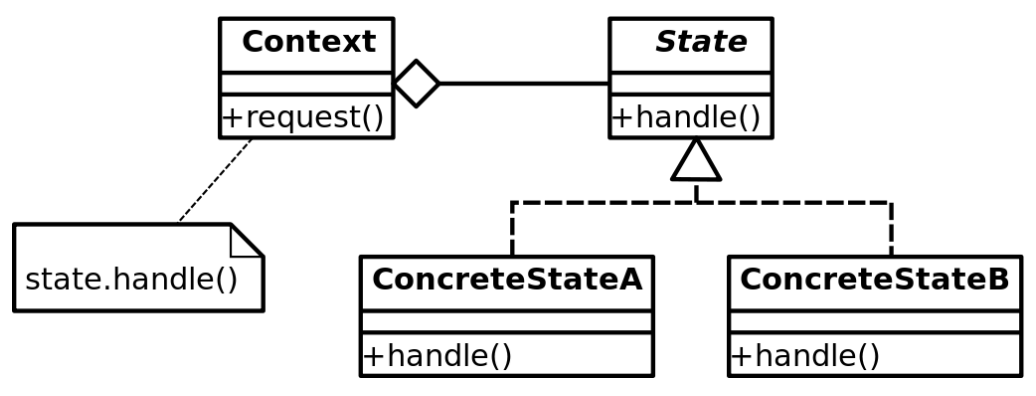 Context
+request()
State
+handle()
state.handle()
ConcreteStateA
+handle()
ConcreteStateB
+handle()